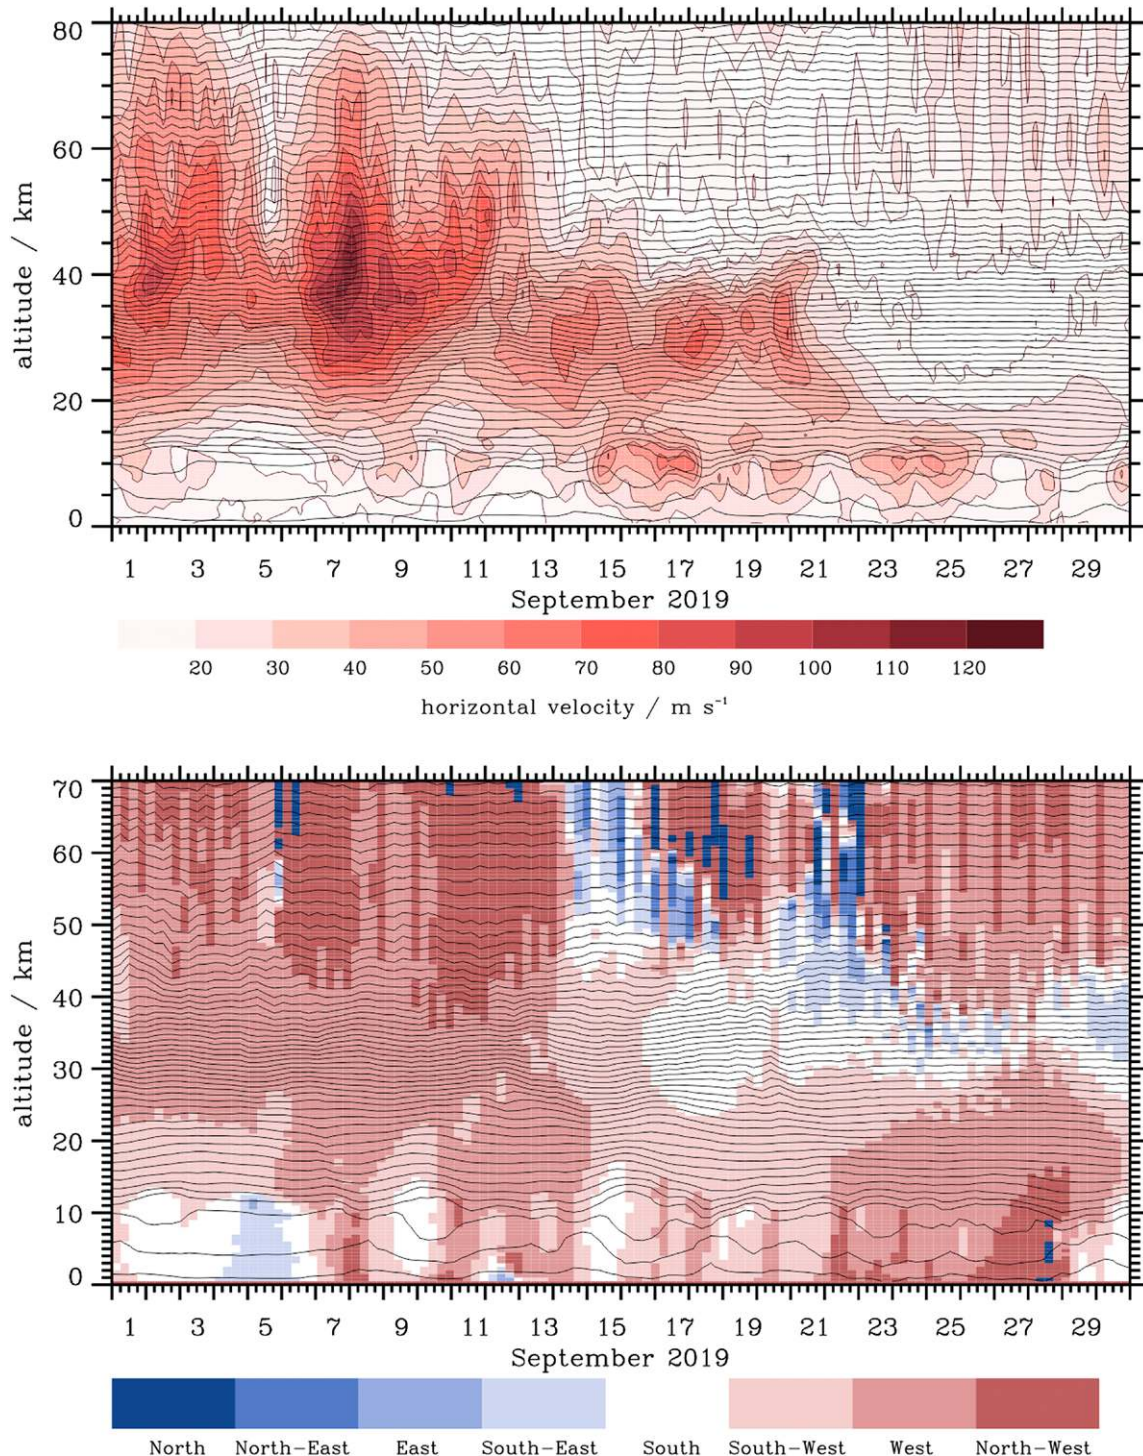 80
60
40
20
0
altitude / km
1 3 5 7 9 11 13 15 17 19 21 23 25 27 29
September 2019
20 30 40 50 60 70 80 90 100 110 120
horizontal velocity / m s⁻¹
70
60
50
40
30
20
10
0
altitude / km
1 3 5 7 9 11 13 15 17 19 21 23 25 27 29
September 2019
North North-East East South-East South South-West West North-West